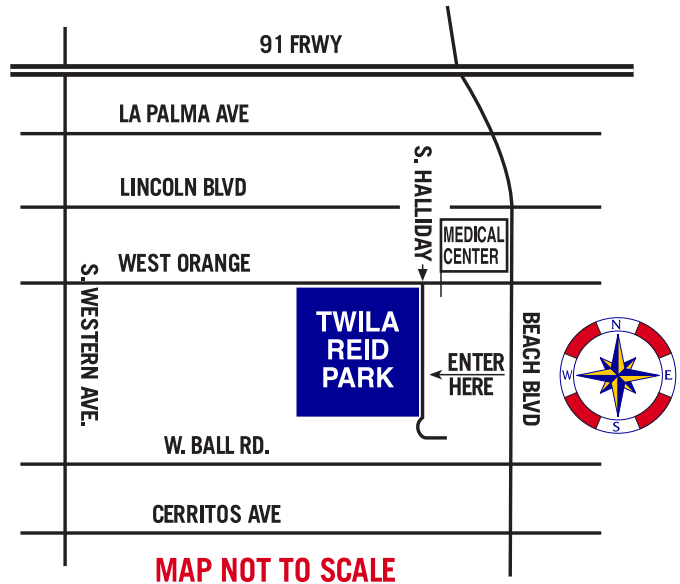 91 FRWY
LA PALMA AVE
S. HALLIDAY
LINCOLN BLVD
MEDICAL
CENTER
WEST ORANGE
S. WESTERN AVE.
TWILA
REID
PARK
ENTER
HERE
BEACH BLVD
N
W
E
S
W. BALL RD.
CERRITOS AVE
MAP NOT TO SCALE